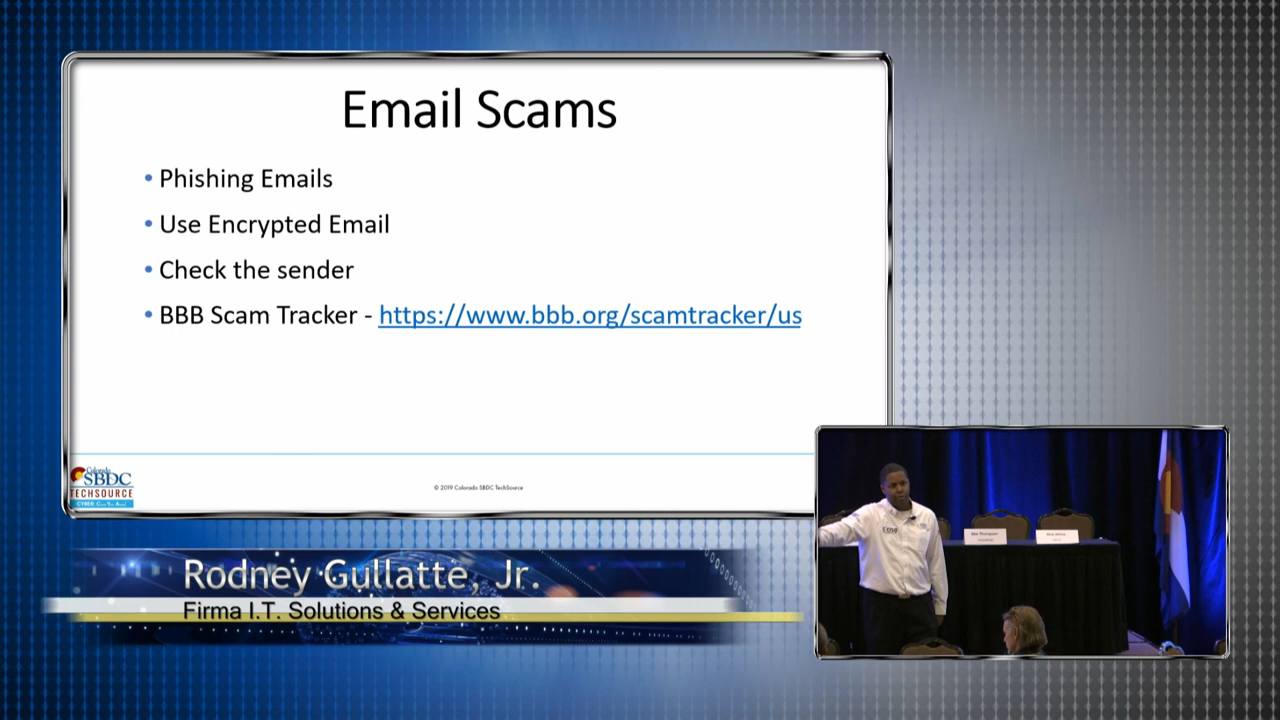 Email Scams
• Phishing Emails
• Use Encrypted Email
• Check the sender
• BBB Scam Tracker - https://www.bbb.org/scamtracker/us
Colorado
SBDC
TECHSOURCE
© 2019 Colorado SBDC TechSource
Rodney Gullatte, Jr.
Firma I.T. Solutions & Services